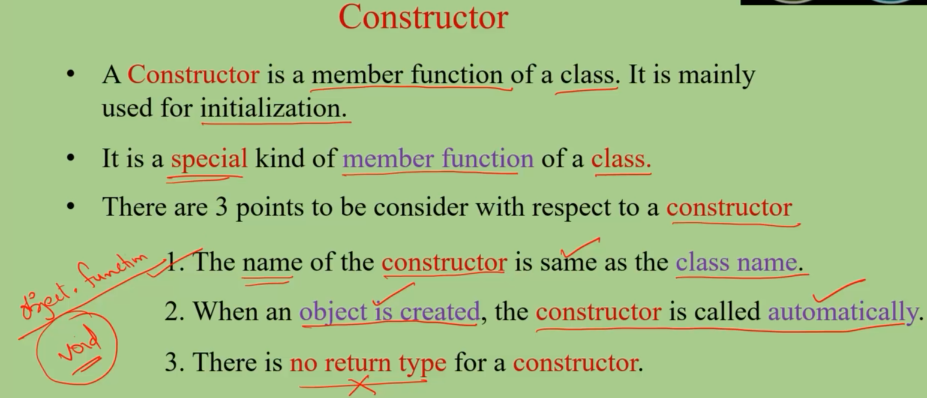 Constructor
• A Constructor is a member function of a class. It is mainly
used for initialization.
• It is a special kind of member function of a class.
• There are 3 points to be consider with respect to a constructor
1. The name of the constructor is same as the class name.
object. function
2. When an object is created, the constructor is called automatically.
void
3. There is no return type for a constructor.